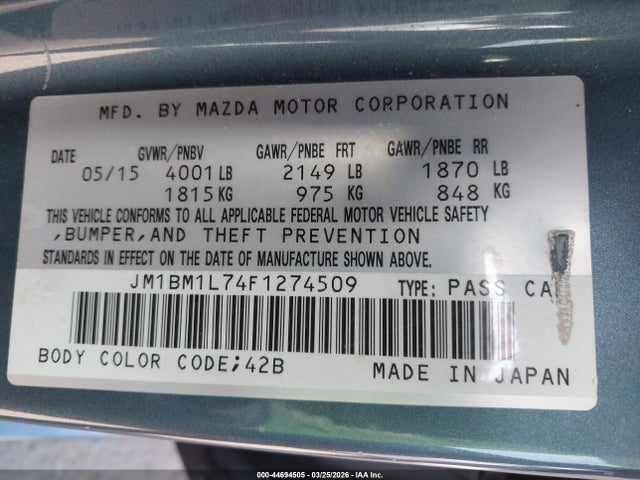 MFD. BY MAZDA MOTOR CORPORATION
DATE GVWR/PNBV GAWR/PNBE FRT GAWR/PNBE RR
05/15 4001 LB 2149 LB 1870 LB
1815 KG 975 KG 848 KG
THIS VEHICLE CONFORMS TO ALL APPLICABLE FEDERAL MOTOR VEHICLE SAFETY
,BUMPER,AND THEFT PREVENTION
STANDARDS IN EFFECT ON THE DATE OF MANUFACTURE SHOWN ABOVE.
JM1BM1L74F1274509 TYPE: PASS CA
BODY COLOR CODE;42B
MADE IN JAPAN
000-44694505 - 03/25/2026 - IAA Inc.